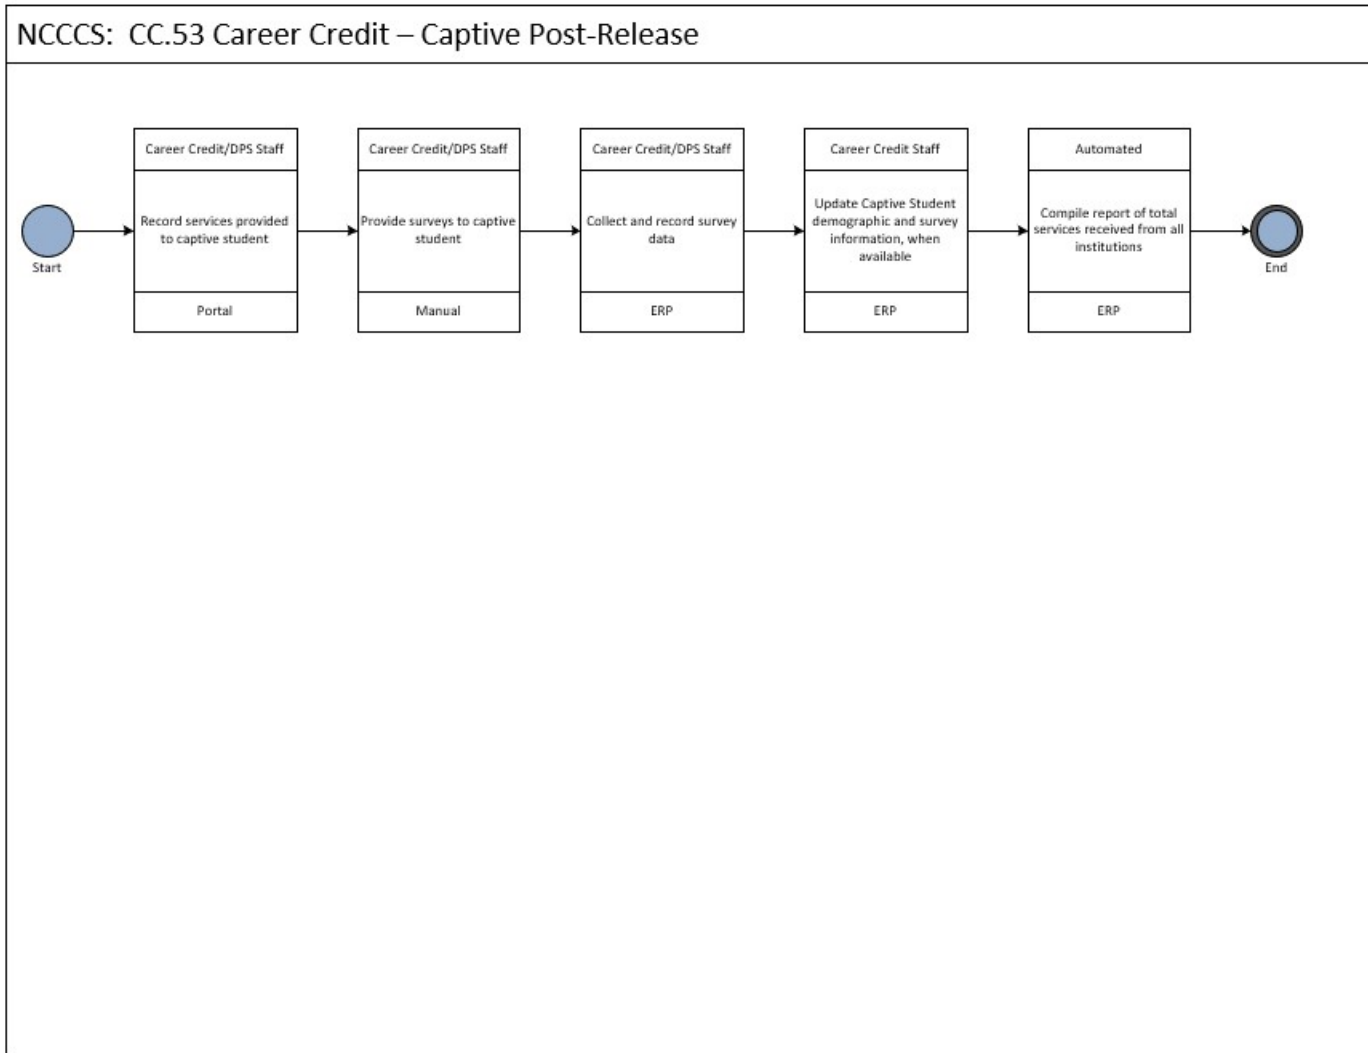 NCCCS:  CC.53 Career Credit – Captive Post-Release
Start
Career Credit/DPS Staff
Record services provided
to captive student
Portal
Career Credit/DPS Staff
Provide surveys to captive
student
Manual
Career Credit/DPS Staff
Collect and record survey
data
ERP
Career Credit Staff
Update Captive Student
demographic and survey
information, when
available
ERP
Automated
Compile report of total
services received from all
institutions
ERP
End